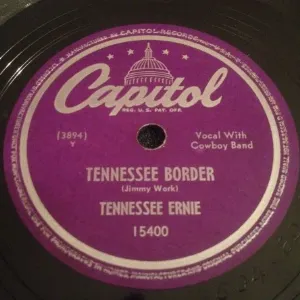 Capitol
REG. U. S. PAT. OFF.
(3894)
Y
Vocal With
Cowboy Band
TENNESSEE BORDER
(Jimmy Work)
TENNESSEE ERNIE
15400